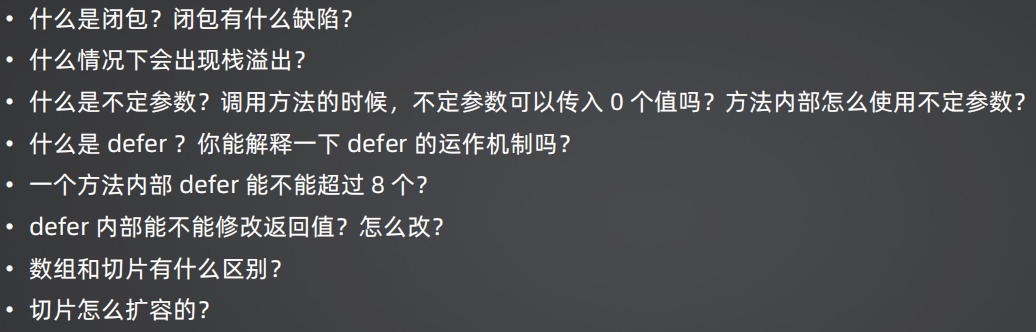 • 什么是闭包？闭包有什么缺陷？
• 什么情况下会出现栈溢出？
• 什么是不定参数？调用方法的时候，不定参数可以传入 0 个值吗？方法内部怎么使用不定参数？
• 什么是 defer ？你能解释一下 defer 的运作机制吗？
• 一个方法内部 defer 能不能超过 8 个？
• defer 内部能不能修改返回值？怎么改？
• 数组和切片有什么区别？
• 切片怎么扩容的？